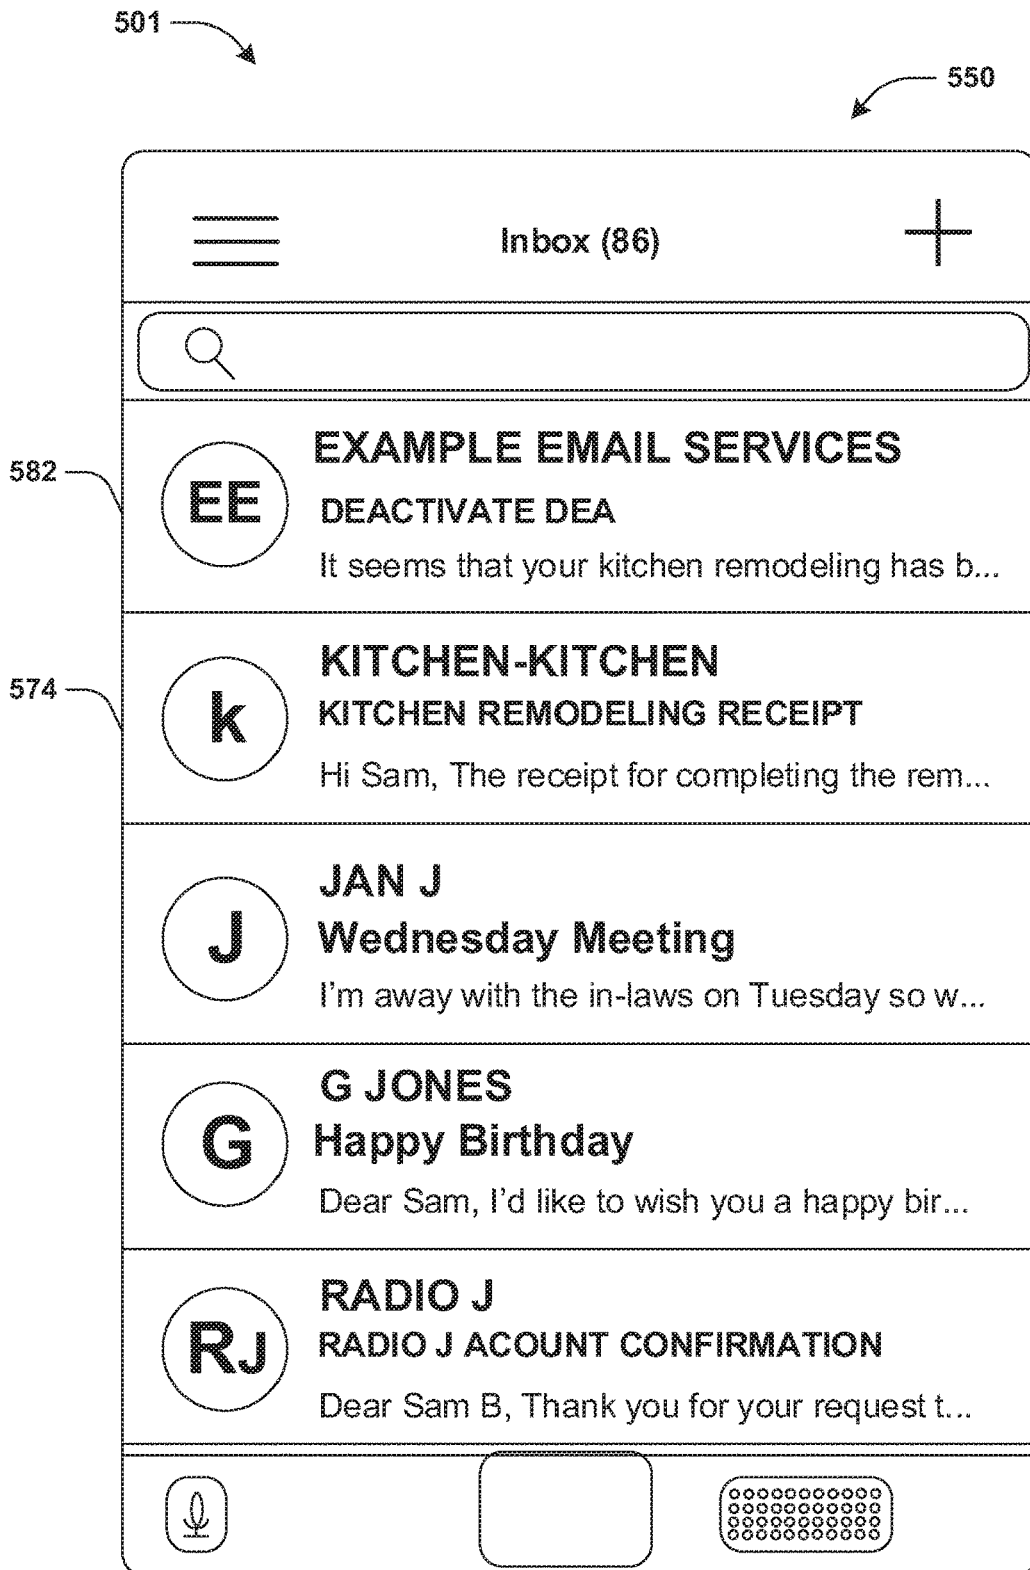 501
550
Inbox (86)
582
EE
EXAMPLE EMAIL SERVICES
DEACTIVATE DEA
It seems that your kitchen remodeling has b...
574
k
KITCHEN-KITCHEN
KITCHEN REMODELING RECEIPT
Hi Sam, The receipt for completing the rem...
J
JAN J
Wednesday Meeting
I'm away with the in-laws on Tuesday so w...
G
G JONES
Happy Birthday
Dear Sam, I'd like to wish you a happy bir...
RJ
RADIO J
RADIO J ACOUNT CONFIRMATION
Dear Sam B, Thank you for your request t...